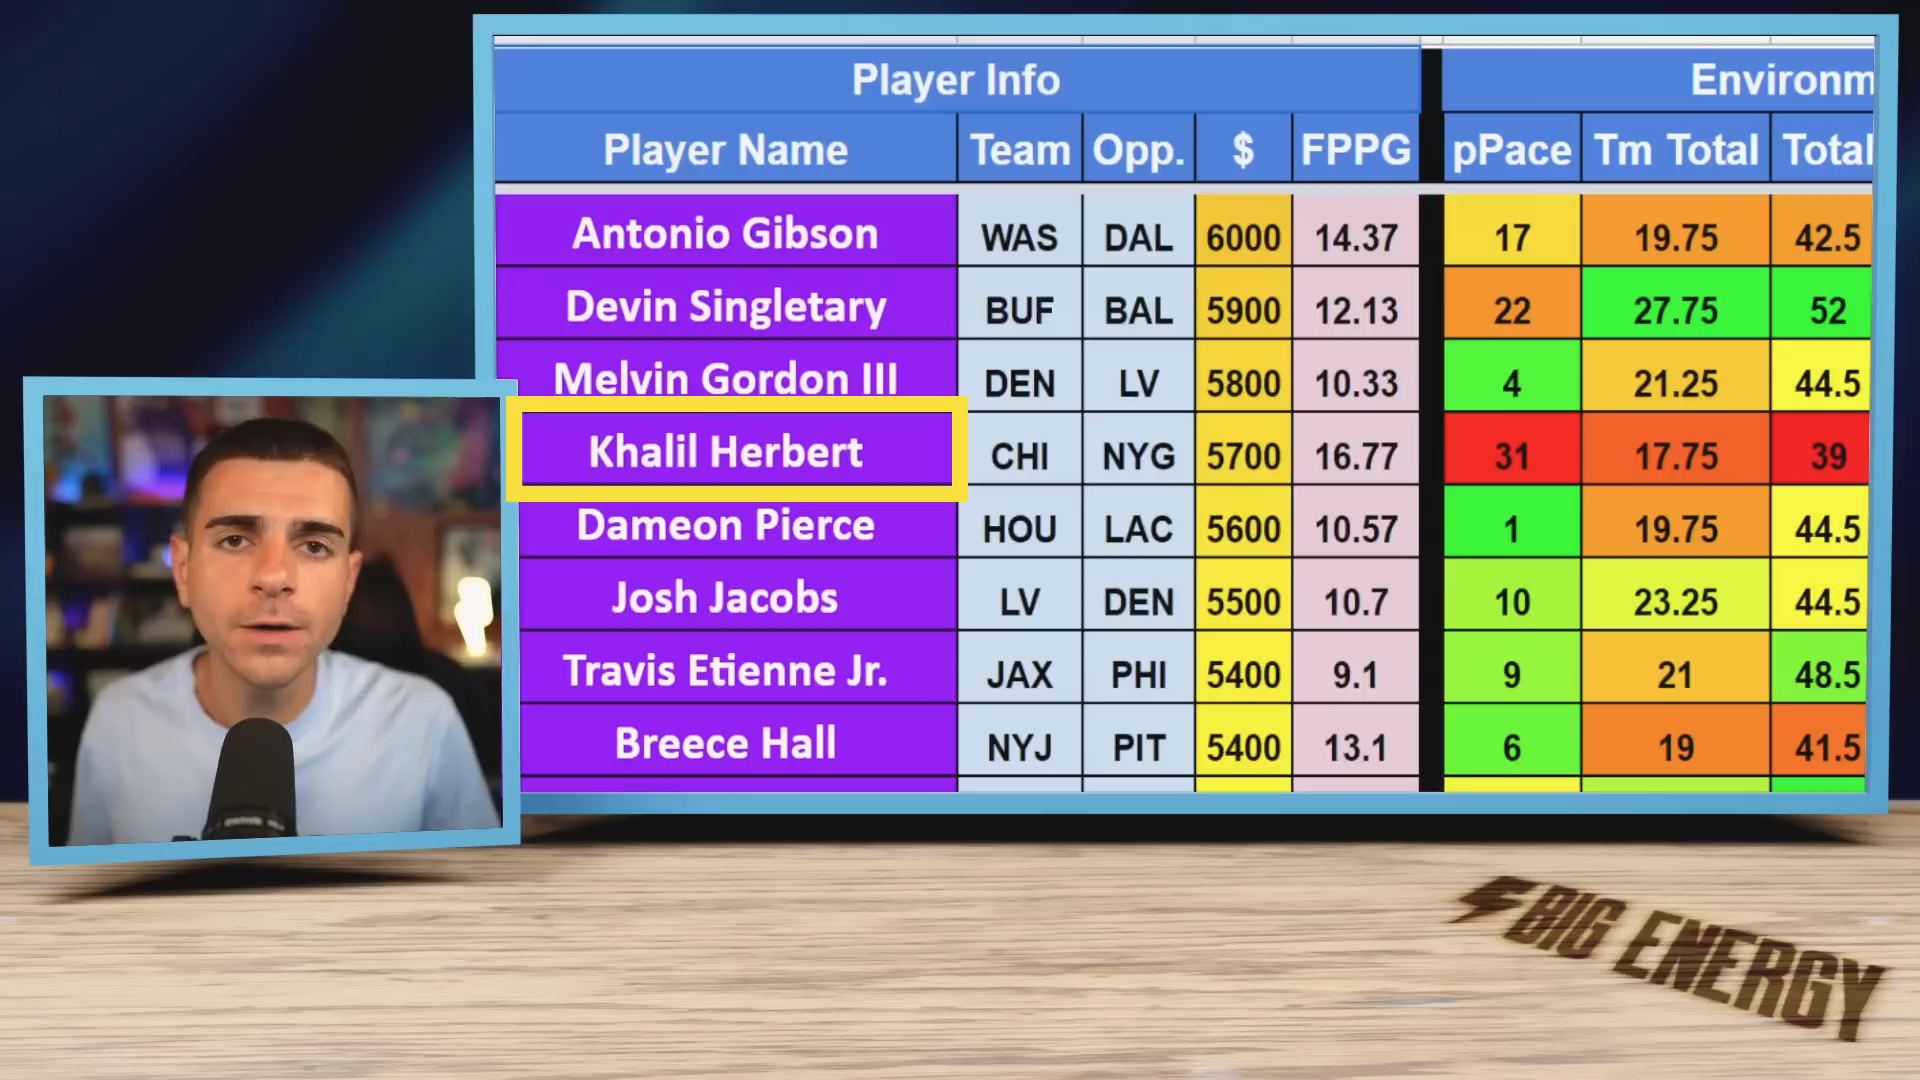 Player Info Environm
Player Name Team Opp. $ FPPG pPace Tm Total Total
Antonio Gibson WAS DAL 6000 14.37 17 19.75 42.5
Devin Singletary BUF BAL 5900 12.13 22 27.75 52
Melvin Gordon III DEN LV 5800 10.33 4 21.25 44.5
Khalil Herbert CHI NYG 5700 16.77 31 17.75 39
Dameon Pierce HOU LAC 5600 10.57 1 19.75 44.5
Josh Jacobs LV DEN 5500 10.7 10 23.25 44.5
Travis Etienne Jr. JAX PHI 5400 9.1 9 21 48.5
Breece Hall NYJ PIT 5400 13.1 6 19 41.5
BIG ENERGY